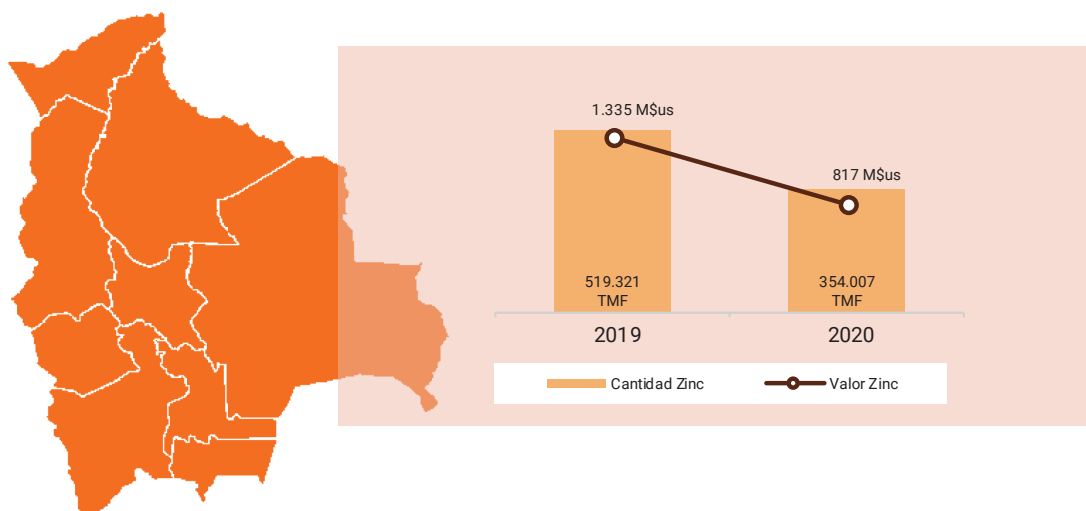 1.335 M$us
817 M$us
519.321
TMF
354.007
TMF
2019
2020
Cantidad Zinc
Valor Zinc